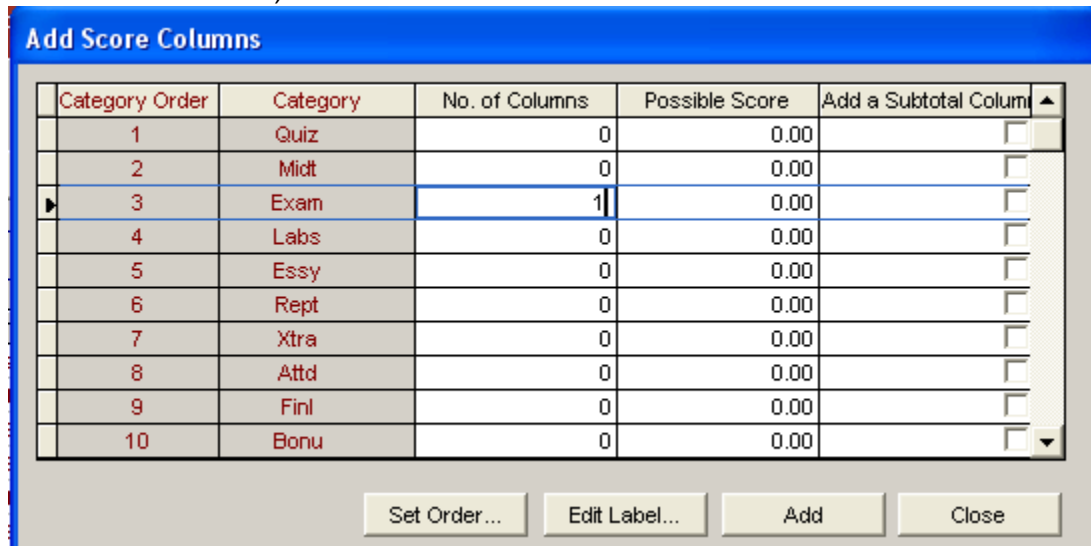 Add Score Columns
Category Order Category No. of Columns Possible Score Add a Subtotal Colum
1 Quiz 0 0.00
2 Midt 0 0.00
3 Exam 1 0.00
4 Labs 0 0.00
5 Essy 0 0.00
6 Rept 0 0.00
7 Xtra 0 0.00
8 Attd 0 0.00
9 Finl 0 0.00
10 Bonu 0 0.00
Set Order... Edit Label... Add Close